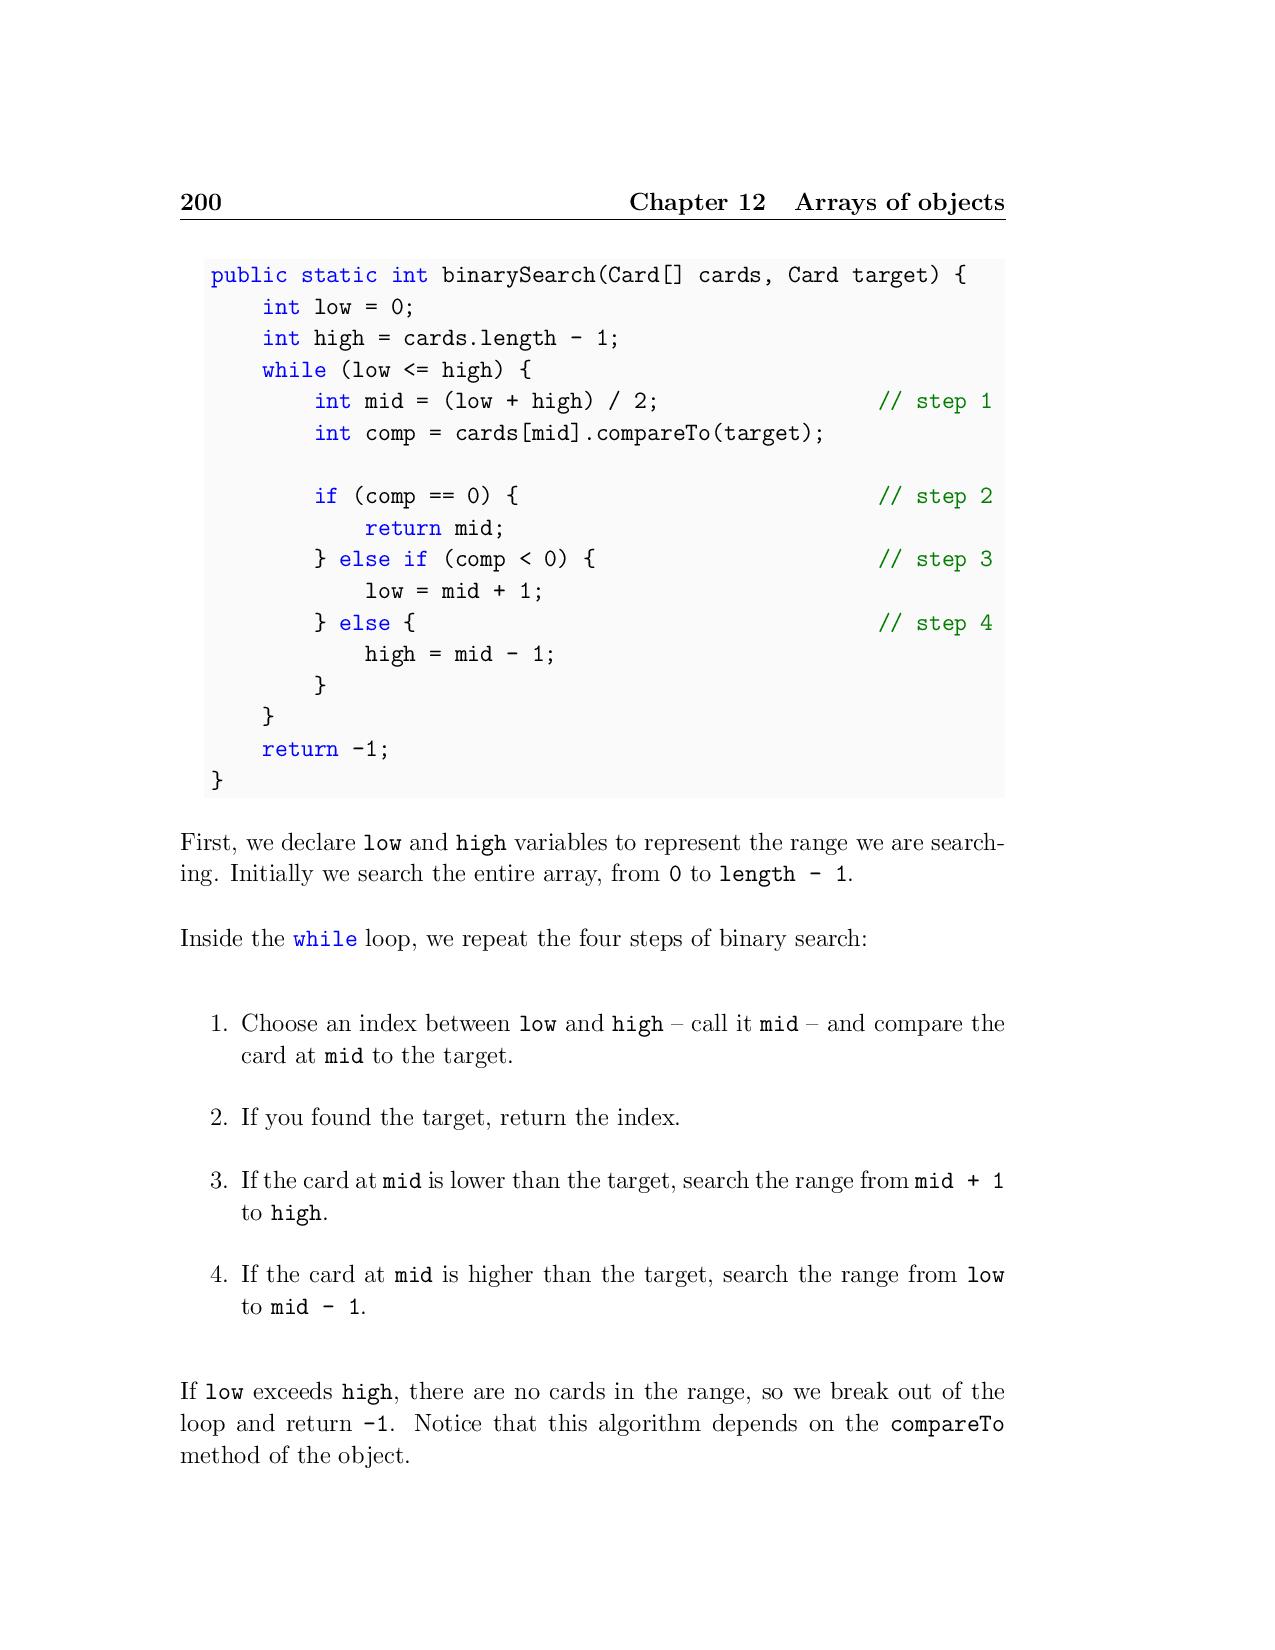 200 Chapter 12 Arrays of objects
public static int binarySearch(Card[] cards, Card target) {
    int low = 0;
    int high = cards.length - 1;
    while (low <= high) {
        int mid = (low + high) / 2;                 // step 1
        int comp = cards[mid].compareTo(target);

        if (comp == 0) {                            // step 2
            return mid;
        } else if (comp < 0) {                      // step 3
            low = mid + 1;
        } else {                                    // step 4
            high = mid - 1;
        }
    }
    return -1;
}
First, we declare low and high variables to represent the range we are search-
ing. Initially we search the entire array, from 0 to length - 1.
Inside the while loop, we repeat the four steps of binary search:
1. Choose an index between low and high – call it mid – and compare the
card at mid to the target.
2. If you found the target, return the index.
3. If the card at mid is lower than the target, search the range from mid + 1
to high.
4. If the card at mid is higher than the target, search the range from low
to mid - 1.
If low exceeds high, there are no cards in the range, so we break out of the
loop and return -1. Notice that this algorithm depends on the compareTo
method of the object.